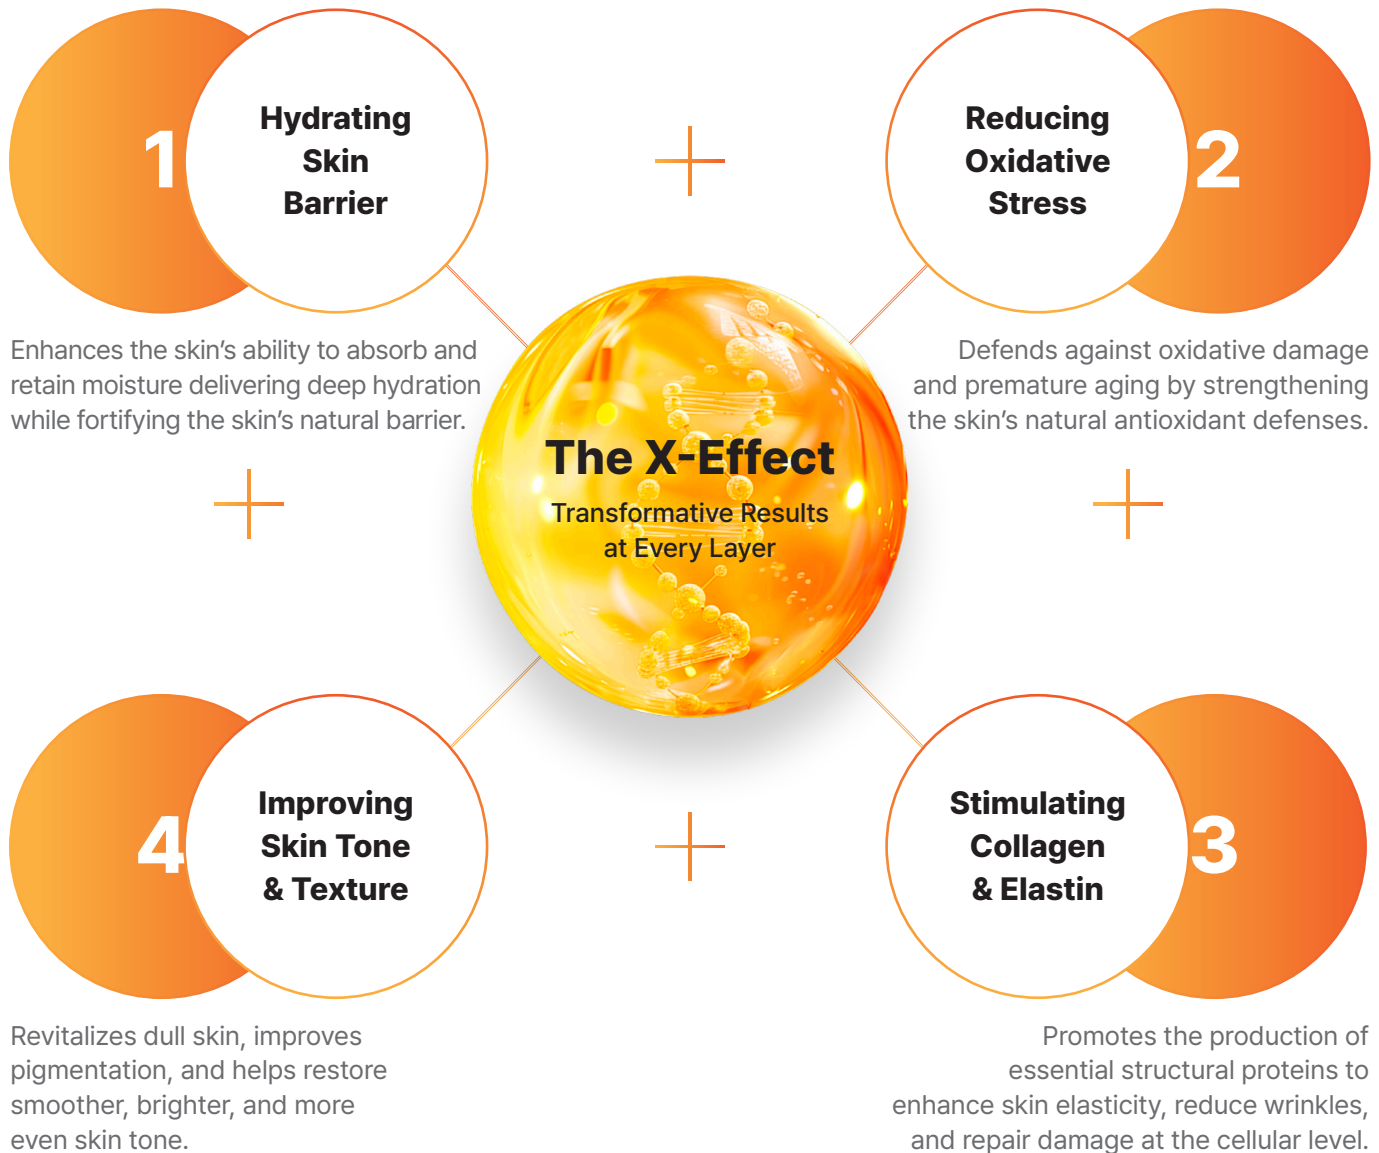 1
Hydrating
Skin
Barrier
Enhances the skin’s ability to absorb and
retain moisture delivering deep hydration
while fortifying the skin’s natural barrier.
Reducing
Oxidative
Stress
2
Defends against oxidative damage
and premature aging by strengthening
the skin’s natural antioxidant defenses.
The X-Effect
Transformative Results
at Every Layer
4
Improving
Skin Tone
& Texture
Revitalizes dull skin, improves
pigmentation, and helps restore
smoother, brighter, and more
even skin tone.
Stimulating
Collagen
& Elastin
3
Promotes the production of
essential structural proteins to
enhance skin elasticity, reduce wrinkles,
and repair damage at the cellular level.